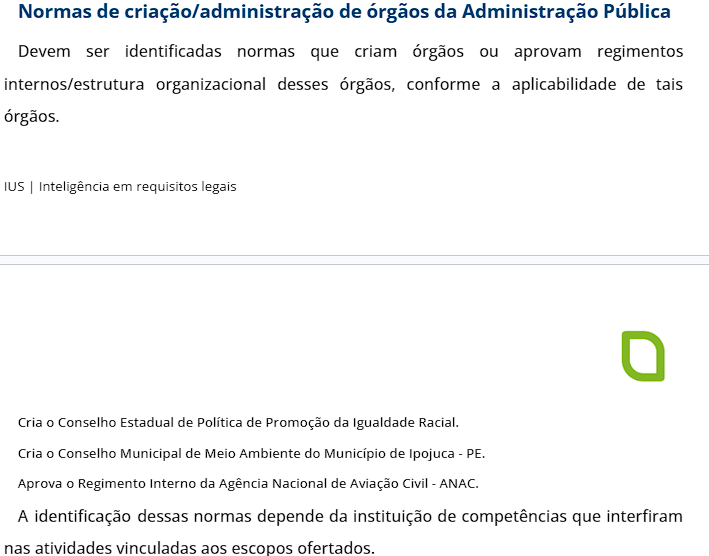 Normas de criação/administração de órgãos da Administração Pública
Devem ser identificadas normas que criam órgãos ou aprovam regimentos
internos/estrutura organizacional desses órgãos, conforme a aplicabilidade de tais
órgãos.
IUS | Inteligência em requisitos legais
Cria o Conselho Estadual de Política de Promoção da Igualdade Racial.
Cria o Conselho Municipal de Meio Ambiente do Município de Ipojuca - PE.
Aprova o Regimento Interno da Agência Nacional de Aviação Civil - ANAC.
A identificação dessas normas depende da instituição de competências que interfiram
nas atividades vinculadas aos escopos ofertados.